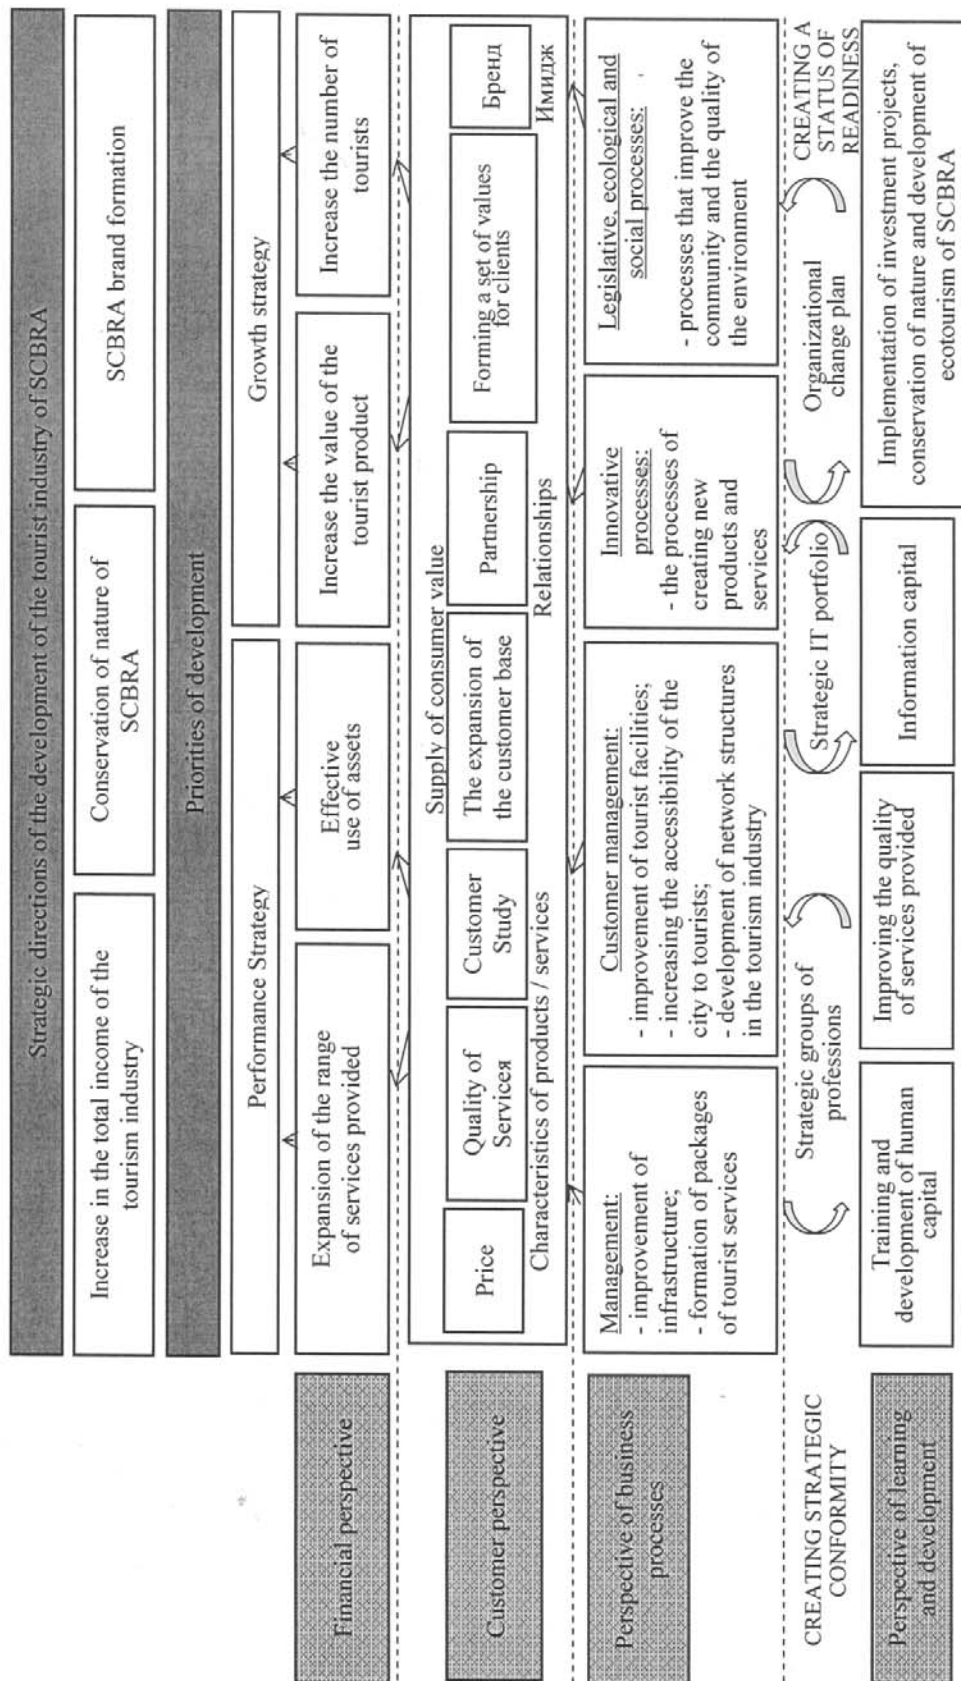 Strategic directions of the development of the tourist industry of SCBRA
Increase in the total income of the
tourism industry
Conservation of nature of
SCBRA
SCBRA brand formation
Priorities of development
Performance Strategy
Growth strategy
Financial perspective
Expansion of the range
of services provided
Effective
use of assets
Increase the value of the
tourist product
Increase the number of
tourists
Customer perspective
Supply of consumer value
Price
Quality of
Serviceя
Customer
Study
The expansion of
the customer base
Partnership
Forming a set of values
for clients
Бренд
Characteristics of products / services
Relationships
Имидж
Perspective of business
processes
Management:
- improvement of
infrastructure;
- formation of packages
of tourist services
Customer management:
- improvement of tourist facilities;
- increasing the accessibility of the
city to tourists;
- development of network structures
in the tourism industry
Innovative
processes:
- the processes of
creating new
products and
services
Legislative, ecological and
social processes:
- processes that improve the
community and the quality of
the environment
CREATING STRATEGIC
CONFORMITY
Strategic groups of
professions
Strategic IT portfolio
Organizational
change plan
CREATING A
STATUS OF
READINESS
Perspective of learning
and development
Training and
development of human
capital
Improving the quality
of services provided
Information capital
Implementation of investment projects,
conservation of nature and development of
ecotourism of SCBRA